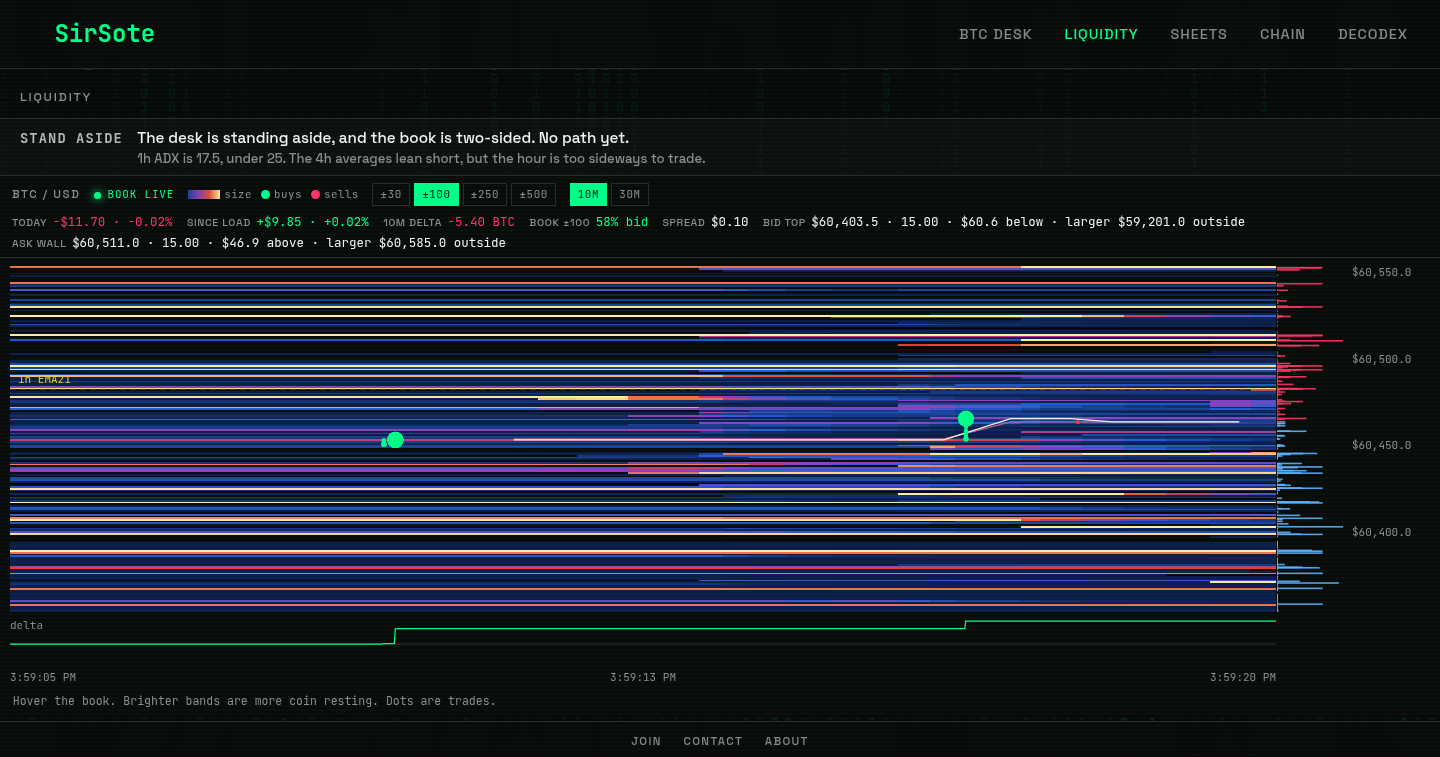 SirSote
BTC DESK LIQUIDITY SHEETS CHAIN DECODEX
LIQUIDITY
STAND ASIDE The desk is standing aside, and the book is two-sided. No path yet.
1h ADX is 17.5, under 25. The 4h averages lean short, but the hour is too sideways to trade.
BTC / USD BOOK LIVE size buys sells ±30 ±100 ±250 ±500 10M 30M
TODAY -$11.70 · -0.02% SINCE LOAD +$9.85 · +0.02% 10M DELTA -5.40 BTC BOOK ±100 58% bid SPREAD $0.10 BID TOP $60,403.5 · 15.00 · $60.6 below · larger $59,201.0 outside
ASK WALL $60,511.0 · 15.00 · $46.9 above · larger $60,585.0 outside
$60,550.0
$60,500.0
1h EMA21
$60,450.0
$60,400.0
delta
3:59:05 PM 3:59:13 PM 3:59:20 PM
Hover the book. Brighter bands are more coin resting. Dots are trades.
JOIN CONTACT ABOUT